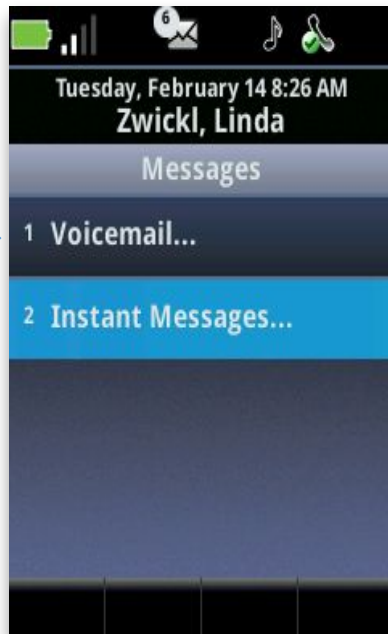 6
Tuesday, February 14 8:26 AM
Zwickl, Linda
Messages
1 Voicemail...
2 Instant Messages...